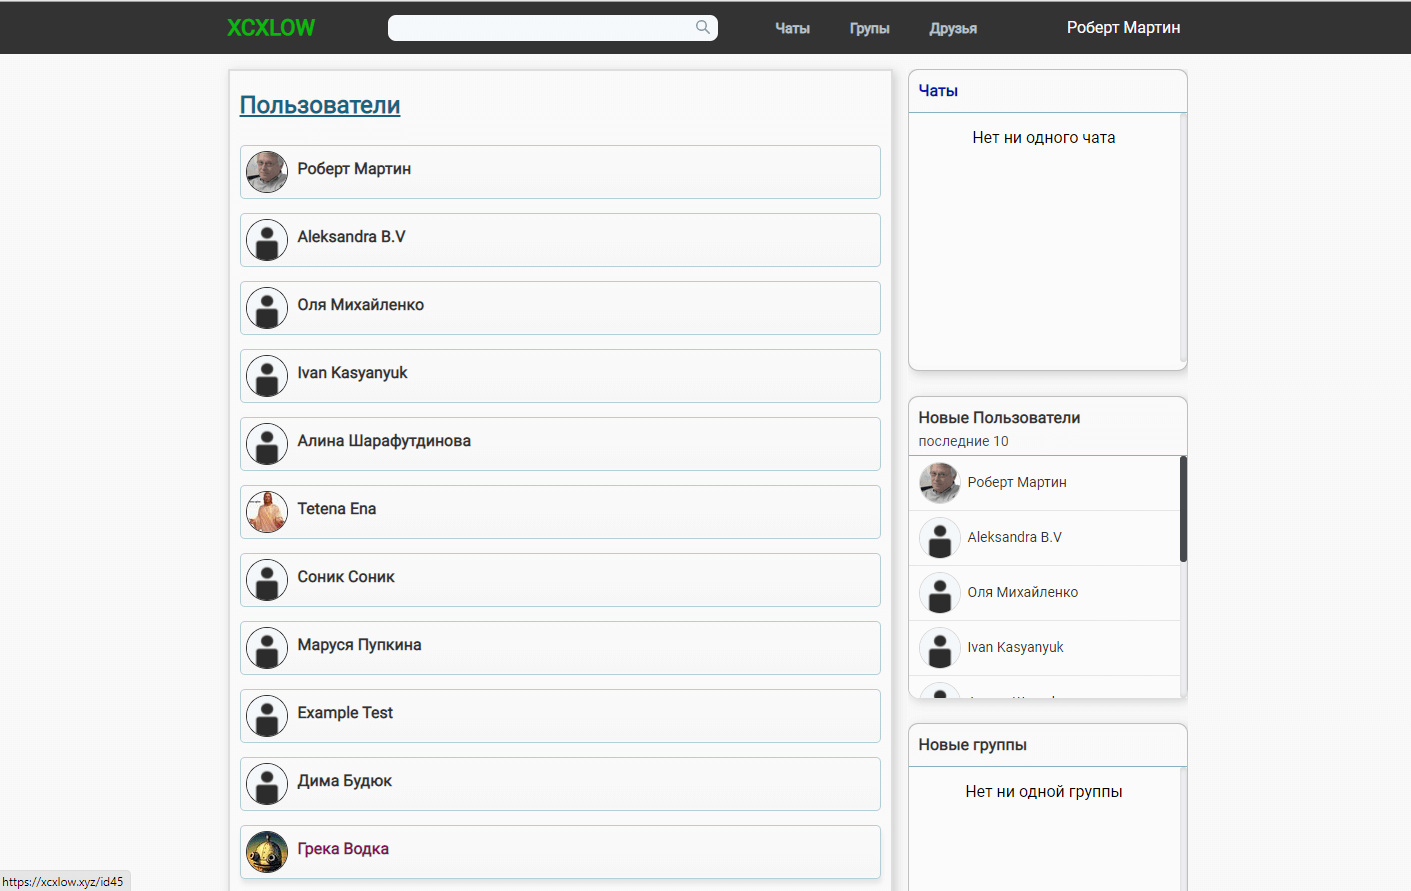 XCXLOW
Чаты
Групы
Друзья
Роберт Мартин
Пользователи
Роберт Мартин
Aleksandra B.V
Оля Михайленко
Ivan Kasyanyuk
Алина Шарафутдинова
Tetena Ena
Соник Соник
Маруся Пупкина
Example Test
Дима Будюк
Грека Водка
Чаты
Нет ни одного чата
Новые Пользователи
последние 10
Роберт Мартин
Aleksandra B.V
Оля Михайленко
Ivan Kasyanyuk
Новые группы
Нет ни одной группы
https://xcxlow.xyz/id45